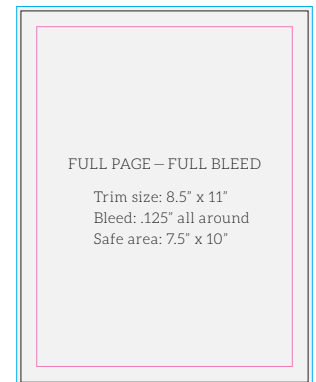 FULL PAGE – FULL BLEED
Trim size: 8.5” x 11”
Bleed: .125” all around
Safe area: 7.5” x 10”